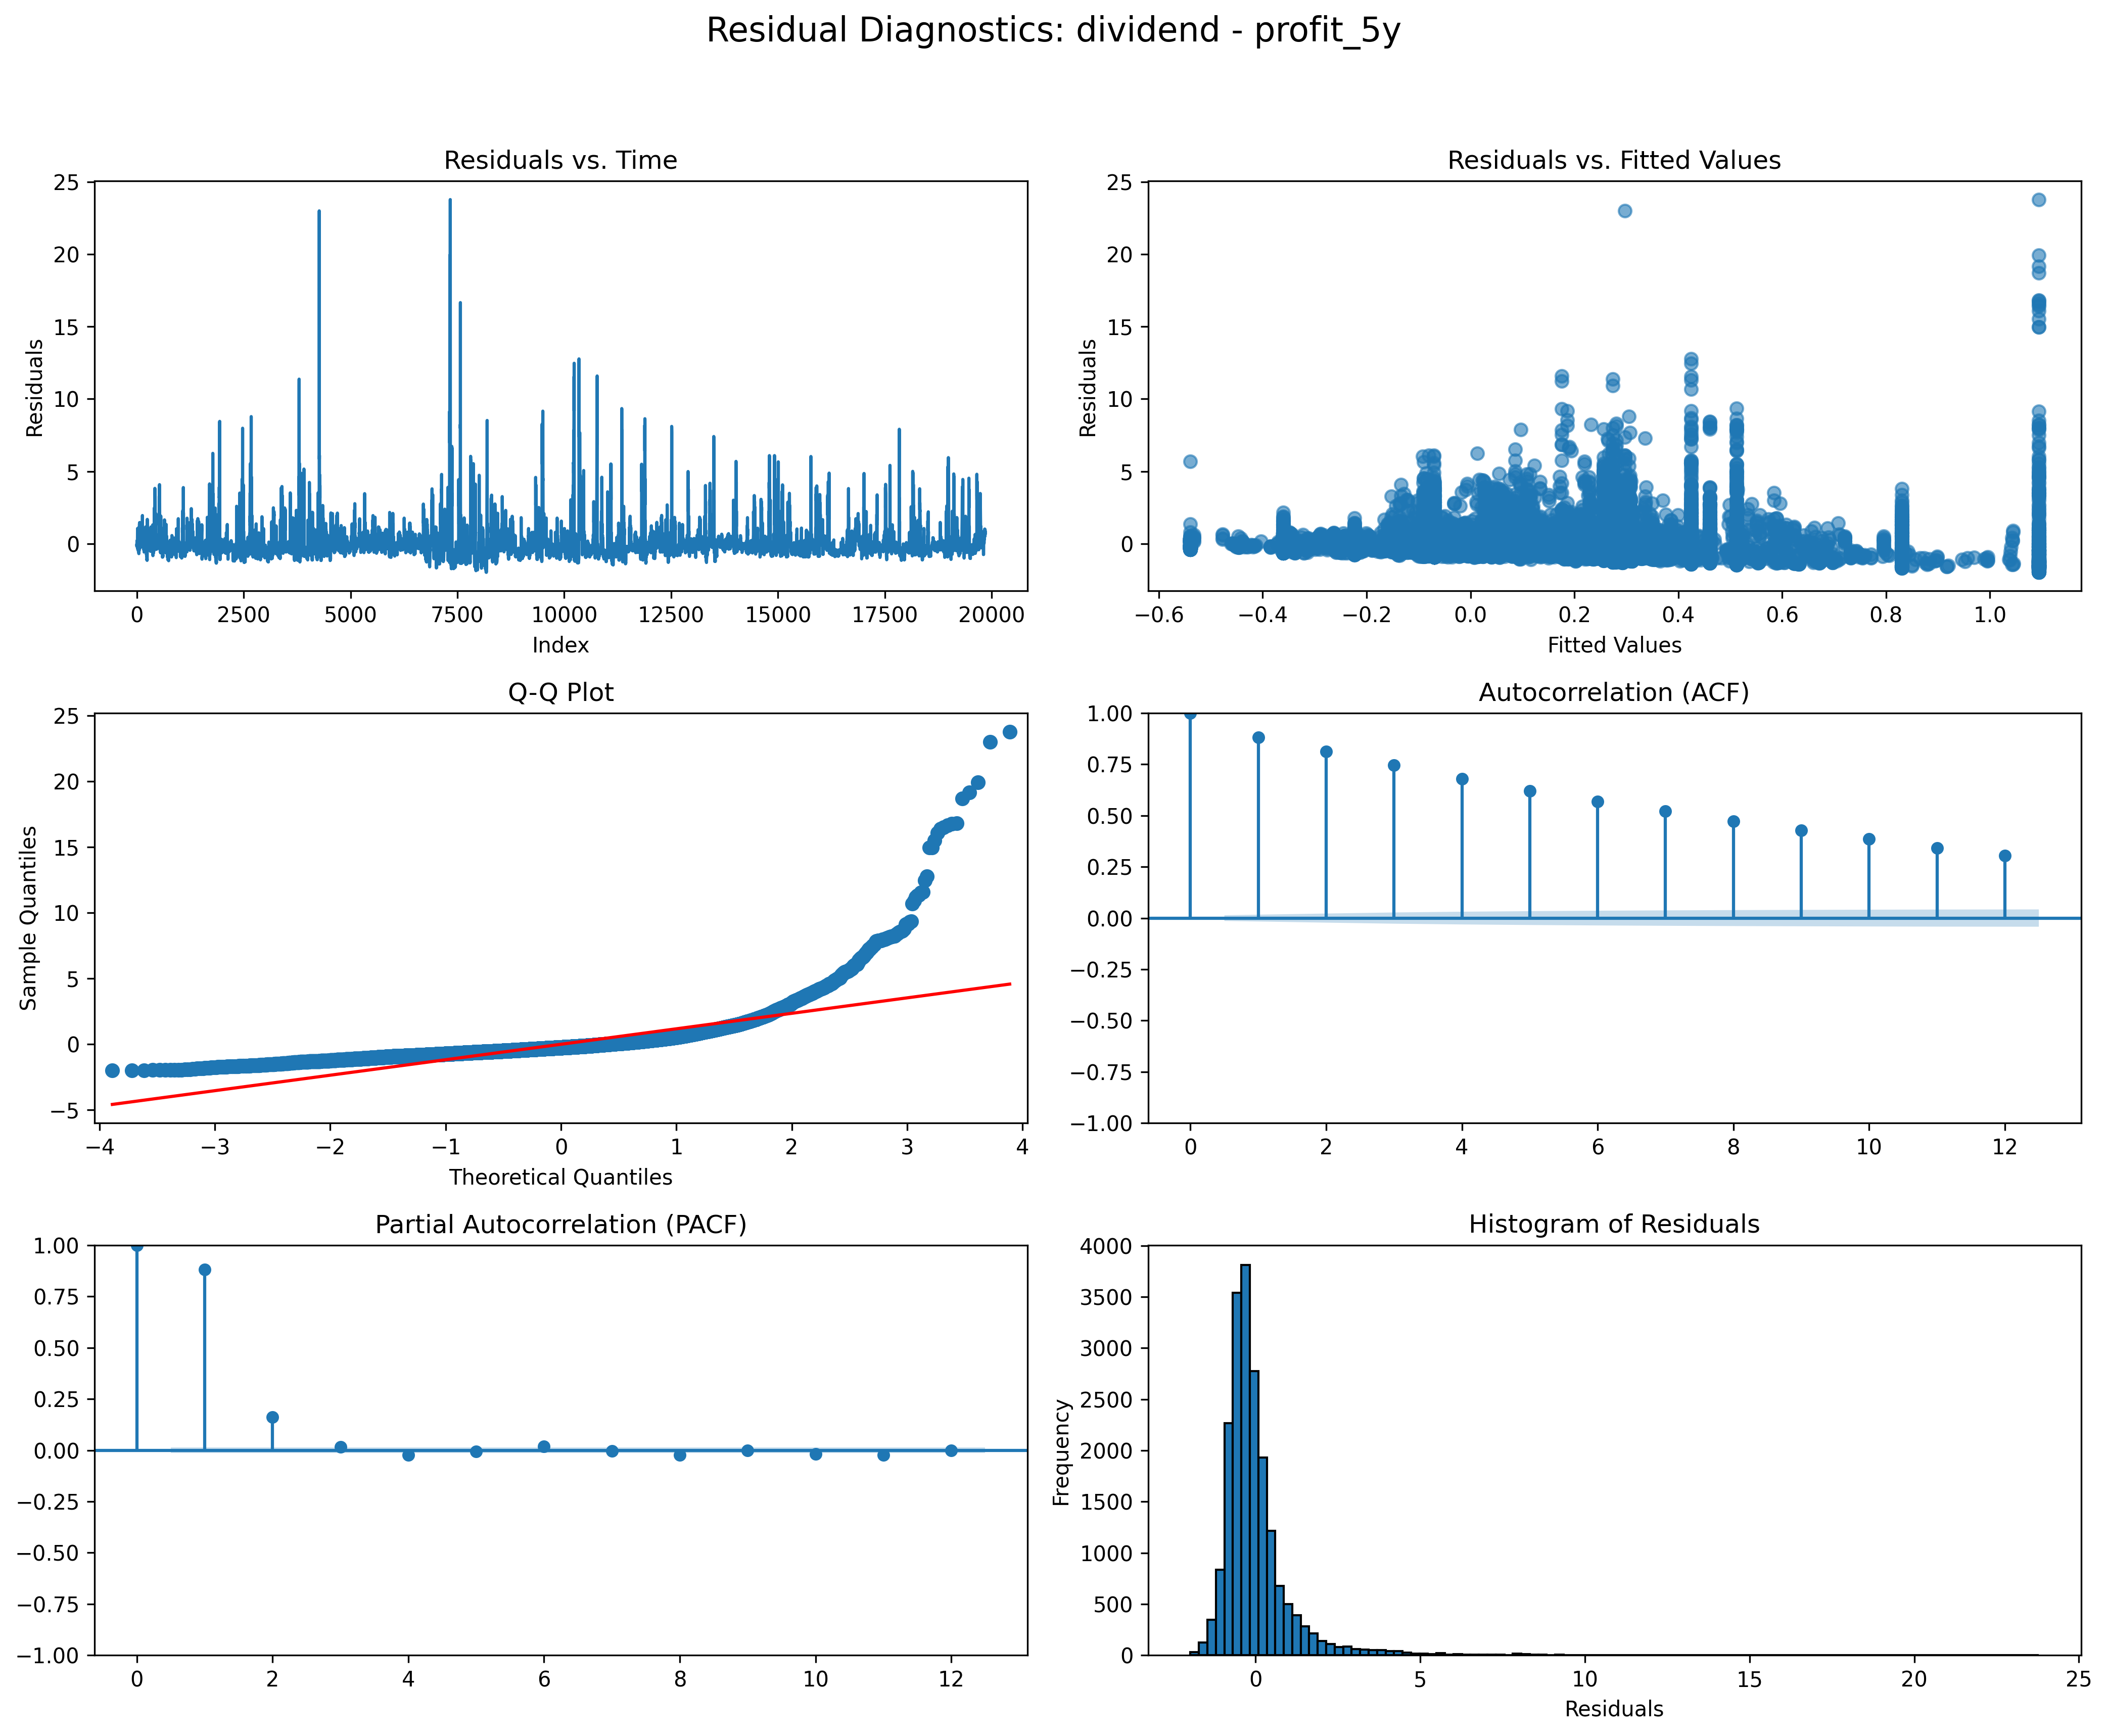 Residual Diagnostics: dividend - profit_5y
Residuals vs. Time
25
20
15
10
5
0
Residuals
0 2500 5000 7500 10000 12500 15000 17500 20000
Index
Residuals vs. Fitted Values
25
20
15
10
5
0
Residuals
−0.6 −0.4 −0.2 0.0 0.2 0.4 0.6 0.8 1.0
Fitted Values
Q-Q Plot
25
20
15
10
5
0
−5
Sample Quantiles
−4 −3 −2 −1 0 1 2 3 4
Theoretical Quantiles
Autocorrelation (ACF)
1.00
0.75
0.50
0.25
0.00
−0.25
−0.50
−0.75
−1.00
0 2 4 6 8 10 12
Partial Autocorrelation (PACF)
1.00
0.75
0.50
0.25
0.00
−0.25
−0.50
−0.75
−1.00
0 2 4 6 8 10 12
Histogram of Residuals
4000
3500
3000
2500
2000
1500
1000
500
0
Frequency
0 5 10 15 20 25
Residuals